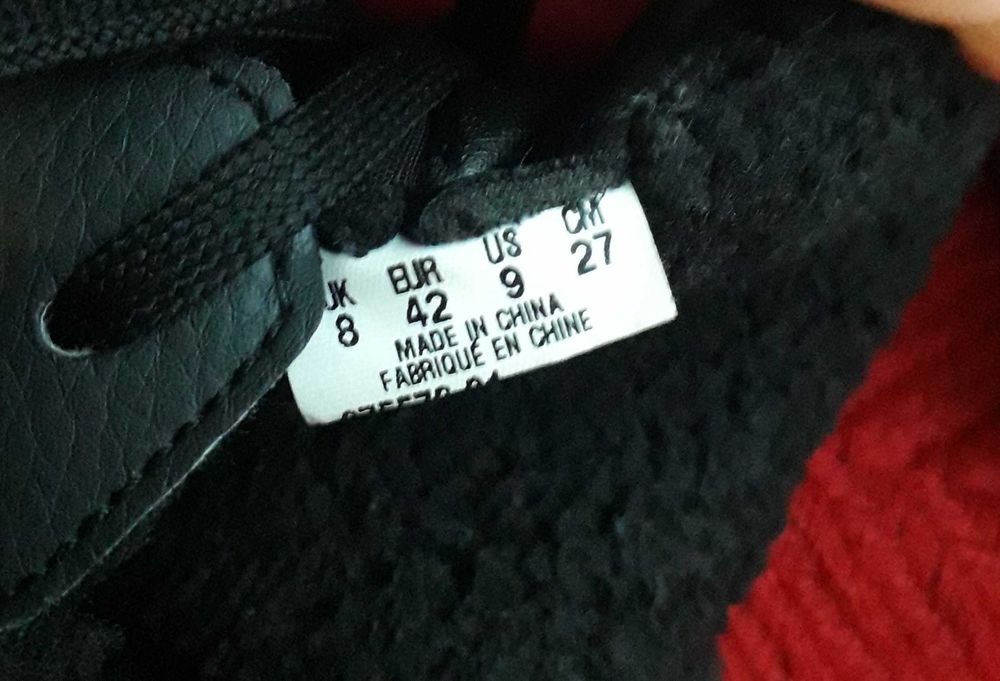 UK EUR US CM
8 42 9 27
MADE IN CHINA
FABRIQUÉ EN CHINE